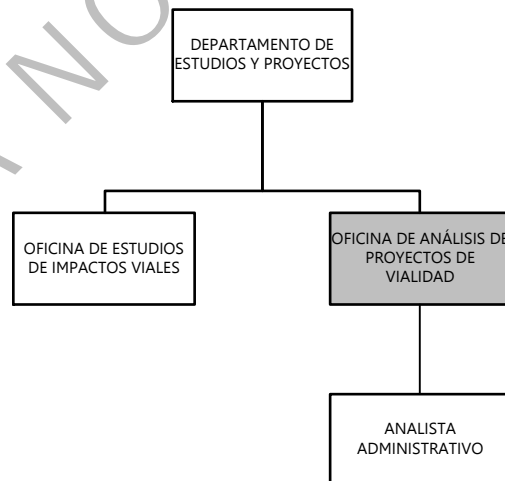 DEPARTAMENTO DE
ESTUDIOS Y PROYECTOS
OFICINA DE ESTUDIOS
DE IMPACTOS VIALES
OFICINA DE ANÁLISIS DE
PROYECTOS DE
VIALIDAD
ANALISTA
ADMINISTRATIVO